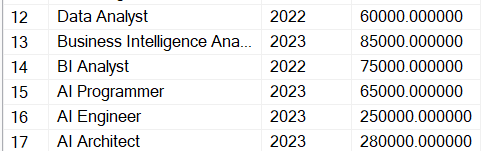 12 Data Analyst 2022 60000.000000
13 Business Intelligence Ana... 2023 85000.000000
14 BI Analyst 2022 75000.000000
15 AI Programmer 2023 65000.000000
16 AI Engineer 2023 250000.000000
17 AI Architect 2023 280000.000000